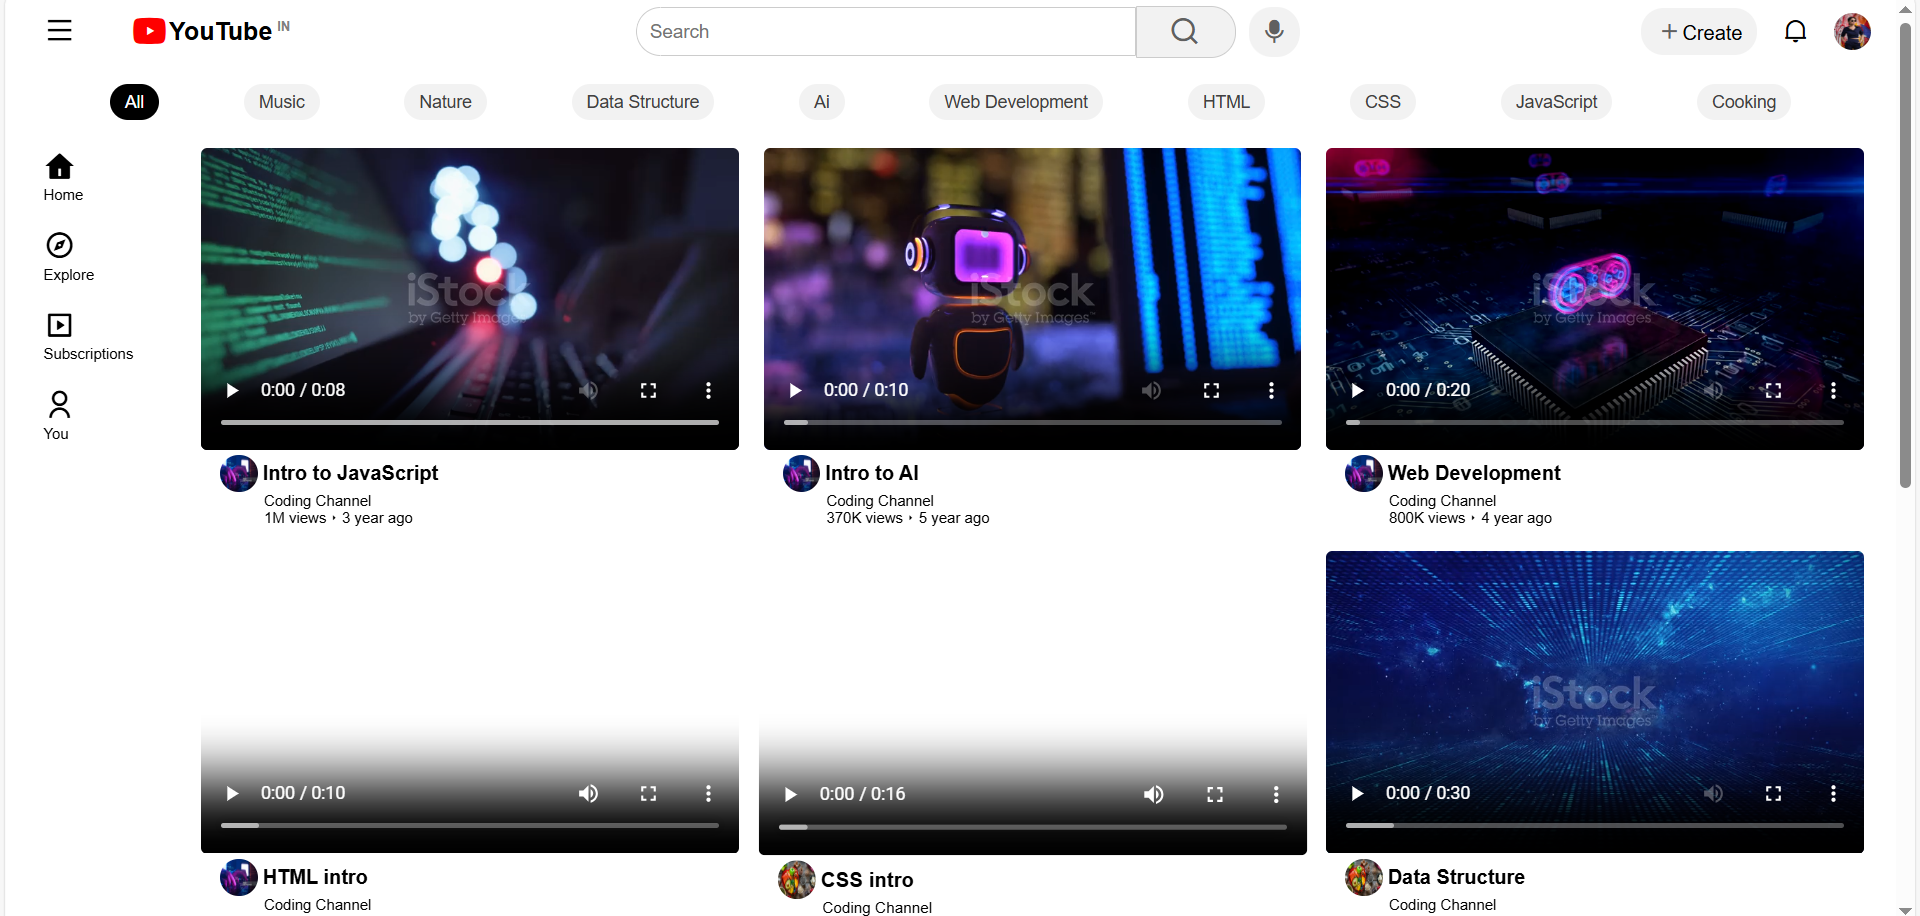 YouTube IN
Search
+ Create
All
Music
Nature
Data Structure
Ai
Web Development
HTML
CSS
JavaScript
Cooking
Home
Explore
Subscriptions
You
iStock
by Getty Images
0:00 / 0:08
Intro to JavaScript
Coding Channel
1M views • 3 year ago
iStock
by Getty Images
0:00 / 0:10
Intro to AI
Coding Channel
370K views • 5 year ago
iStock
by Getty Images
0:00 / 0:20
Web Development
Coding Channel
800K views • 4 year ago
0:00 / 0:10
HTML intro
Coding Channel
0:00 / 0:16
CSS intro
Coding Channel
iStock
by Getty Images
0:00 / 0:30
Data Structure
Coding Channel